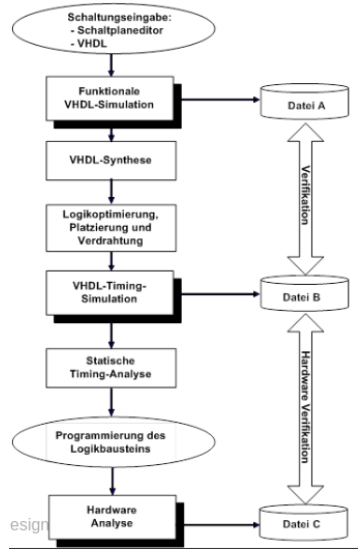 Schaltungseingabe:
- Schaltplaneditor
- VHDL
Funktionale
VHDL-Simulation
Datei A
VHDL-Synthese
Verifikation
Logikoptimierung,
Platzierung und
Verdrahtung
VHDL-Timing-
Simulation
Datei B
Statische
Timing-Analyse
Hardware Verifikation
Programmierung des
Logikbausteins
Hardware
Analyse
Datei C
esign